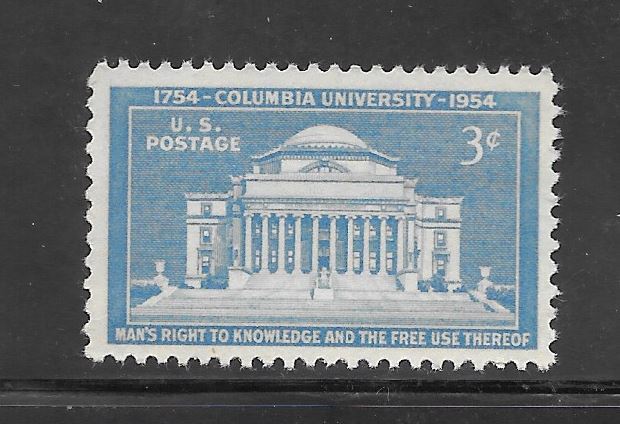 1754 - COLUMBIA UNIVERSITY - 1954
U. S.
POSTAGE
3¢
MAN'S RIGHT TO KNOWLEDGE AND THE FREE USE THEREOF